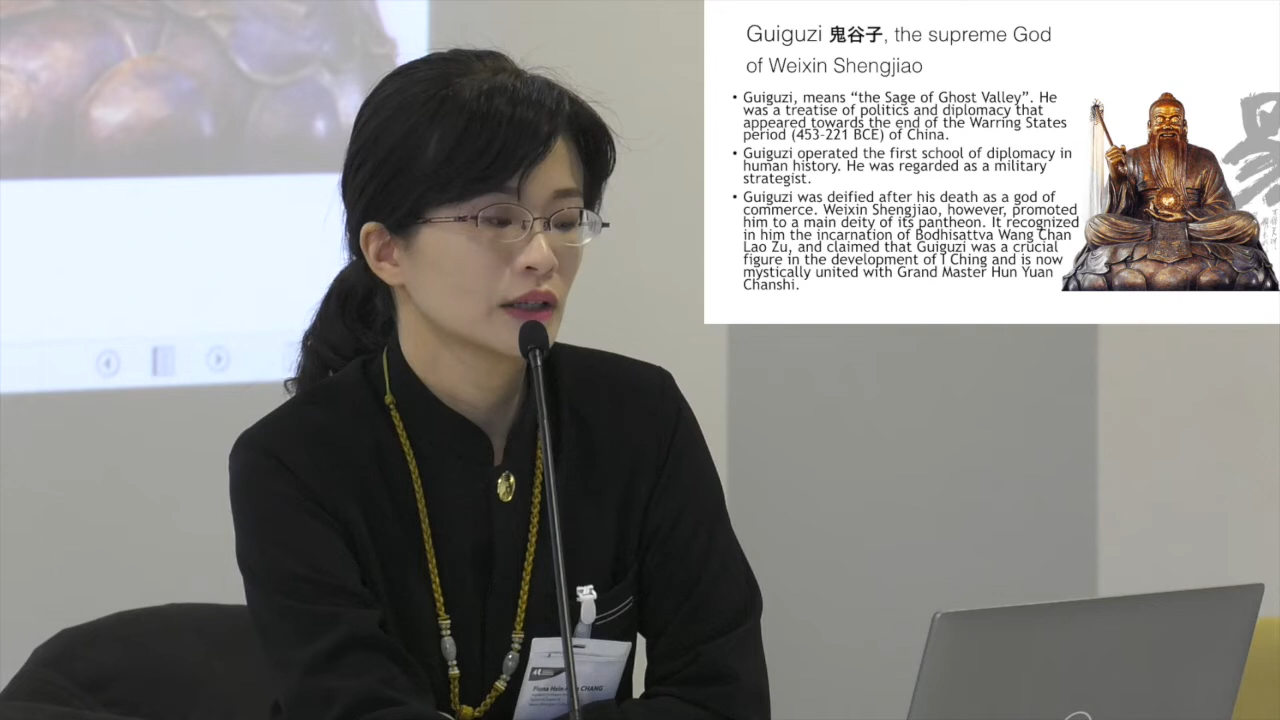 Guiguzi 鬼谷子, the supreme God
of Weixin Shengjiao
• Guiguzi, means “the Sage of Ghost Valley”. He
was a treatise of politics and diplomacy that
appeared towards the end of the Warring States
period (453-221 BCE) of China.
• Guiguzi operated the first school of diplomacy in
human history. He was regarded as a military
strategist.
• Guiguzi was deified after his death as a god of
commerce. Weixin Shengjiao, however, promoted
him to a main deity of its pantheon. It recognized
in him the incarnation of Bodhisattva Wang Chan
Lao Zu, and claimed that Guiguzi was a crucial
figure in the development of I Ching and is now
mystically united with Grand Master Hun Yuan
Chanshi.
Fiona CHANG